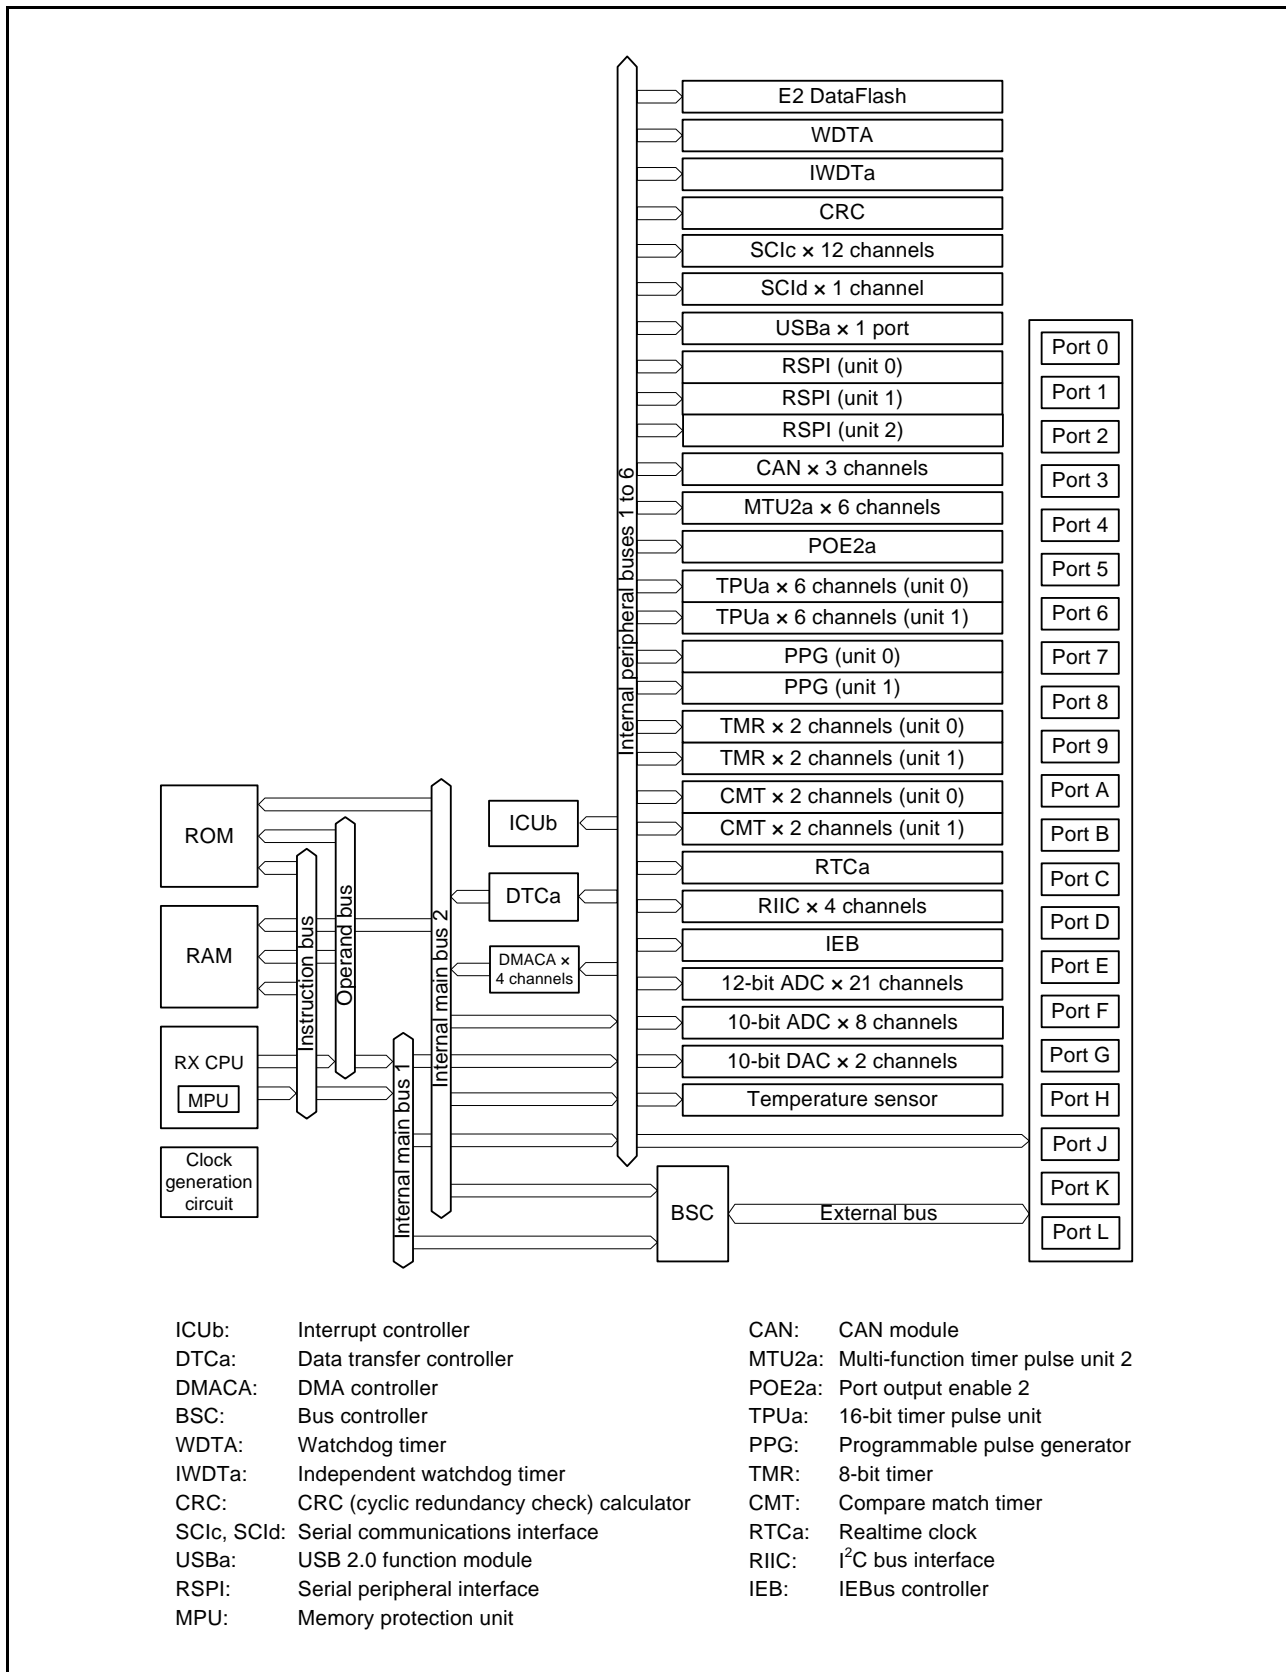 E2 DataFlash
WDTA
IWDTa
CRC
SCIc × 12 channels
SCId × 1 channel
USBa × 1 port
RSPI (unit 0)
RSPI (unit 1)
RSPI (unit 2)
CAN × 3 channels
MTU2a × 6 channels
POE2a
TPUa × 6 channels (unit 0)
TPUa × 6 channels (unit 1)
PPG (unit 0)
PPG (unit 1)
TMR × 2 channels (unit 0)
TMR × 2 channels (unit 1)
CMT × 2 channels (unit 0)
CMT × 2 channels (unit 1)
RTCa
RIIC × 4 channels
IEB
12-bit ADC × 21 channels
10-bit ADC × 8 channels
10-bit DAC × 2 channels
Temperature sensor
Port 0
Port 1
Port 2
Port 3
Port 4
Port 5
Port 6
Port 7
Port 8
Port 9
Port A
Port B
Port C
Port D
Port E
Port F
Port G
Port H
Port J
Port K
Port L
Internal peripheral buses 1 to 6
ROM
RAM
RX CPU
MPU
Clock
generation
circuit
Instruction bus
Operand bus
Internal main bus 1
Internal main bus 2
ICUb
DTCa
DMACA ×
4 channels
BSC
External bus
ICUb: Interrupt controller
DTCa: Data transfer controller
DMACA: DMA controller
BSC: Bus controller
WDTA: Watchdog timer
IWDTa: Independent watchdog timer
CRC: CRC (cyclic redundancy check) calculator
SCIc, SCId: Serial communications interface
USBa: USB 2.0 function module
RSPI: Serial peripheral interface
MPU: Memory protection unit
CAN: CAN module
MTU2a: Multi-function timer pulse unit 2
POE2a: Port output enable 2
TPUa: 16-bit timer pulse unit
PPG: Programmable pulse generator
TMR: 8-bit timer
CMT: Compare match timer
RTCa: Realtime clock
RIIC: I²C bus interface
IEB: IEBus controller